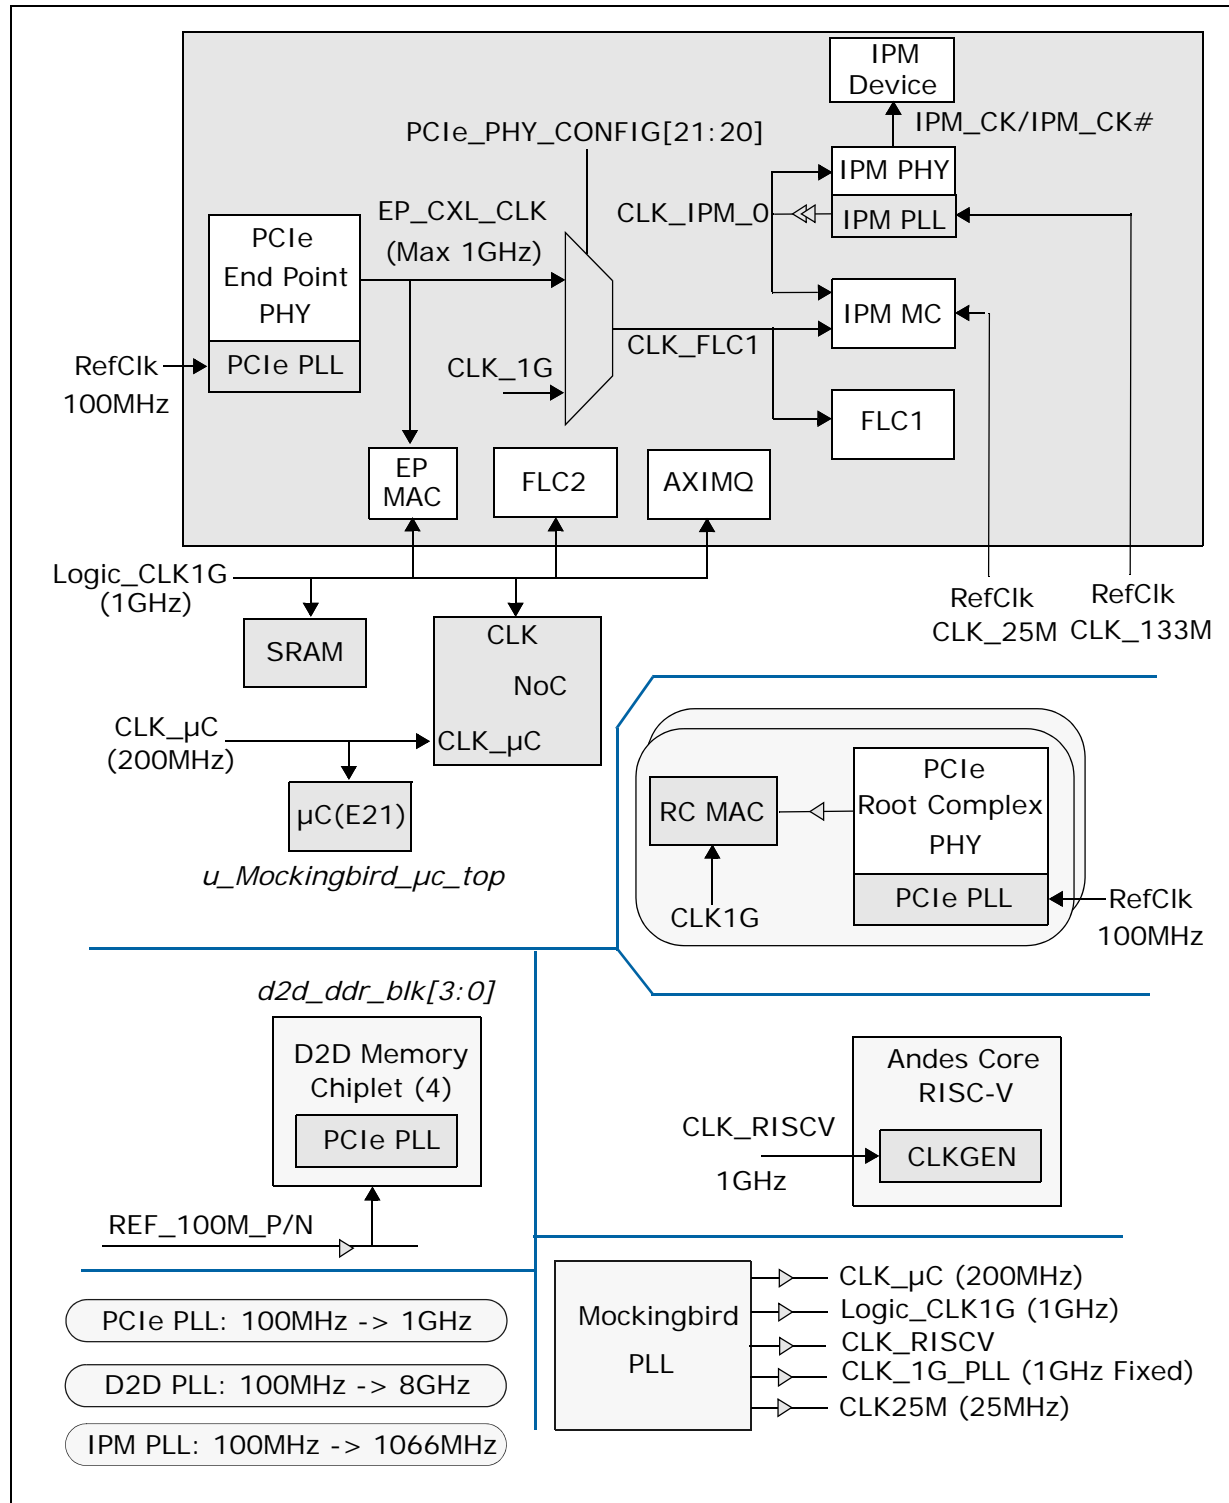 IPM
Device
IPM_CK/IPM_CK#
PCIe_PHY_CONFIG[21:20]
IPM PHY
IPM PLL
CLK_IPM_0
EP_CXL_CLK
(Max 1GHz)
PCIe
End Point
PHY
PCIe PLL
RefClk
100MHz
CLK_1G
CLK_FLC1
IPM MC
FLC1
EP
MAC
FLC2
AXIMQ
Logic_CLK1G
(1GHz)
RefClk
CLK_25M
RefClk
CLK_133M
SRAM
CLK
NoC
CLK_µC
CLK_µC
(200MHz)
µC(E21)
u_Mockingbird_µc_top
RC MAC
CLK1G
PCIe
Root Complex
PHY
PCIe PLL
RefClk
100MHz
d2d_ddr_blk[3:0]
D2D Memory
Chiplet (4)
PCIe PLL
REF_100M_P/N
Andes Core
RISC-V
CLKGEN
CLK_RISCV
1GHz
PCIe PLL: 100MHz -> 1GHz
D2D PLL: 100MHz -> 8GHz
IPM PLL: 100MHz -> 1066MHz
Mockingbird
PLL
CLK_µC (200MHz)
Logic_CLK1G (1GHz)
CLK_RISCV
CLK_1G_PLL (1GHz Fixed)
CLK25M (25MHz)